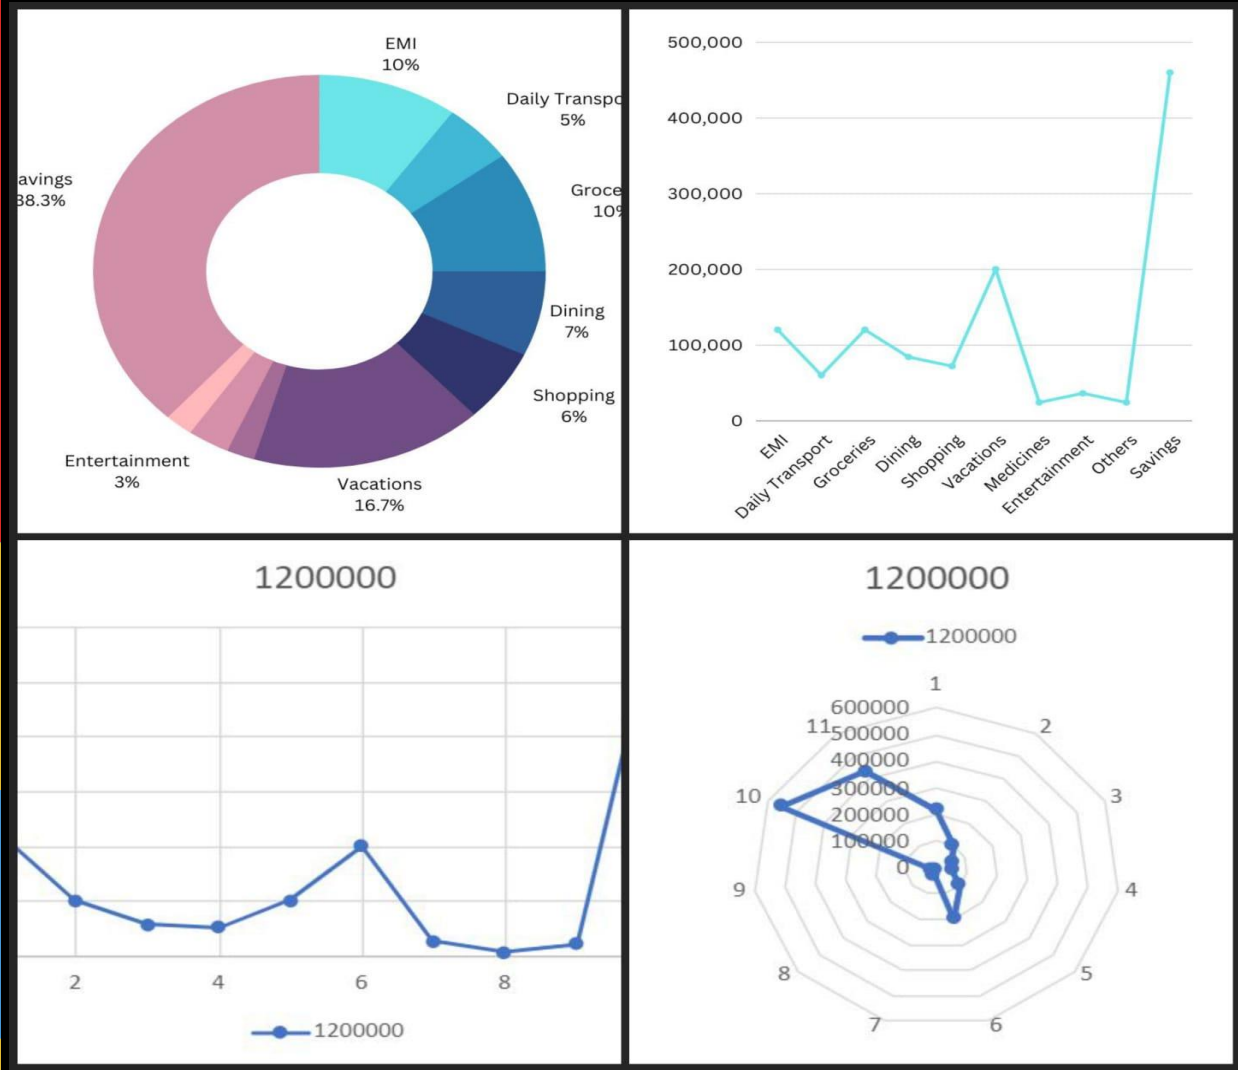 EMI
10%
Daily Transpo
5%
Groce
10%
avings
38.3%
Dining
7%
Shopping
6%
Entertainment
3%
Vacations
16.7%
500,000
400,000
300,000
200,000
100,000
0
EMI
Daily Transport
Groceries
Dining
Shopping
Vacations
Medicines
Entertainment
Others
Savings
1200000
2 4 6 8
1200000
1200000
1200000
1
600000
11 500000 2
400000
10 300000 3
200000
100000
0
9 4
8 5
7 6